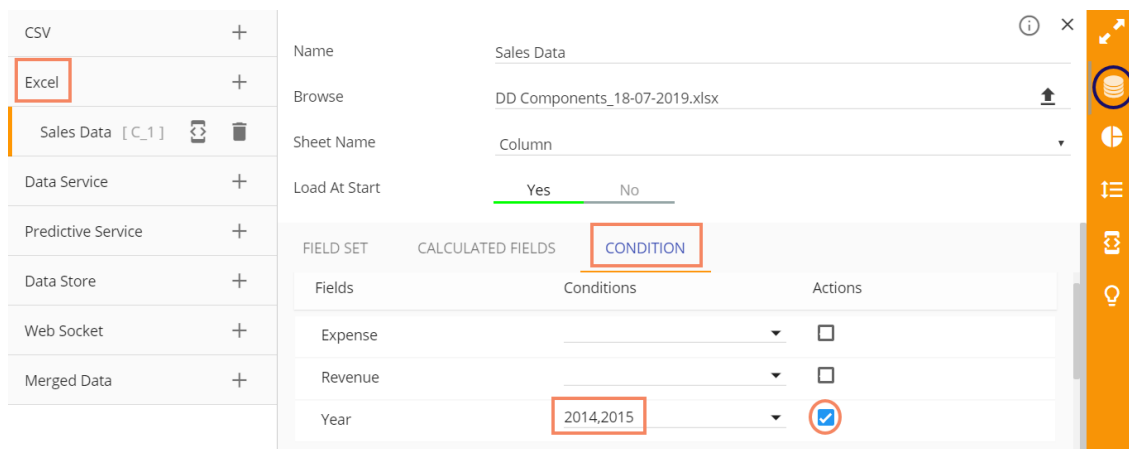 CSV
Excel
Sales Data [ C_1 ]
Data Service
Predictive Service
Data Store
Web Socket
Merged Data
Name Sales Data
Browse DD Components_18-07-2019.xlsx
Sheet Name Column
Load At Start Yes No
FIELD SET CALCULATED FIELDS CONDITION
Fields Conditions Actions
Expense
Revenue
Year 2014,2015